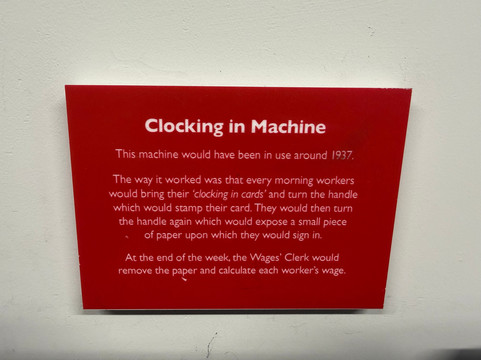 Clocking in Machine
This machine would have been in use around 1937.
The way it worked was that every morning workers
would bring their 'clocking in cards' and turn the handle
which would stamp their card. They would then turn
the handle again which would expose a small piece
of paper upon which they would sign in.
At the end of the week, the Wages' Clerk would
remove the paper and calculate each worker's wage.